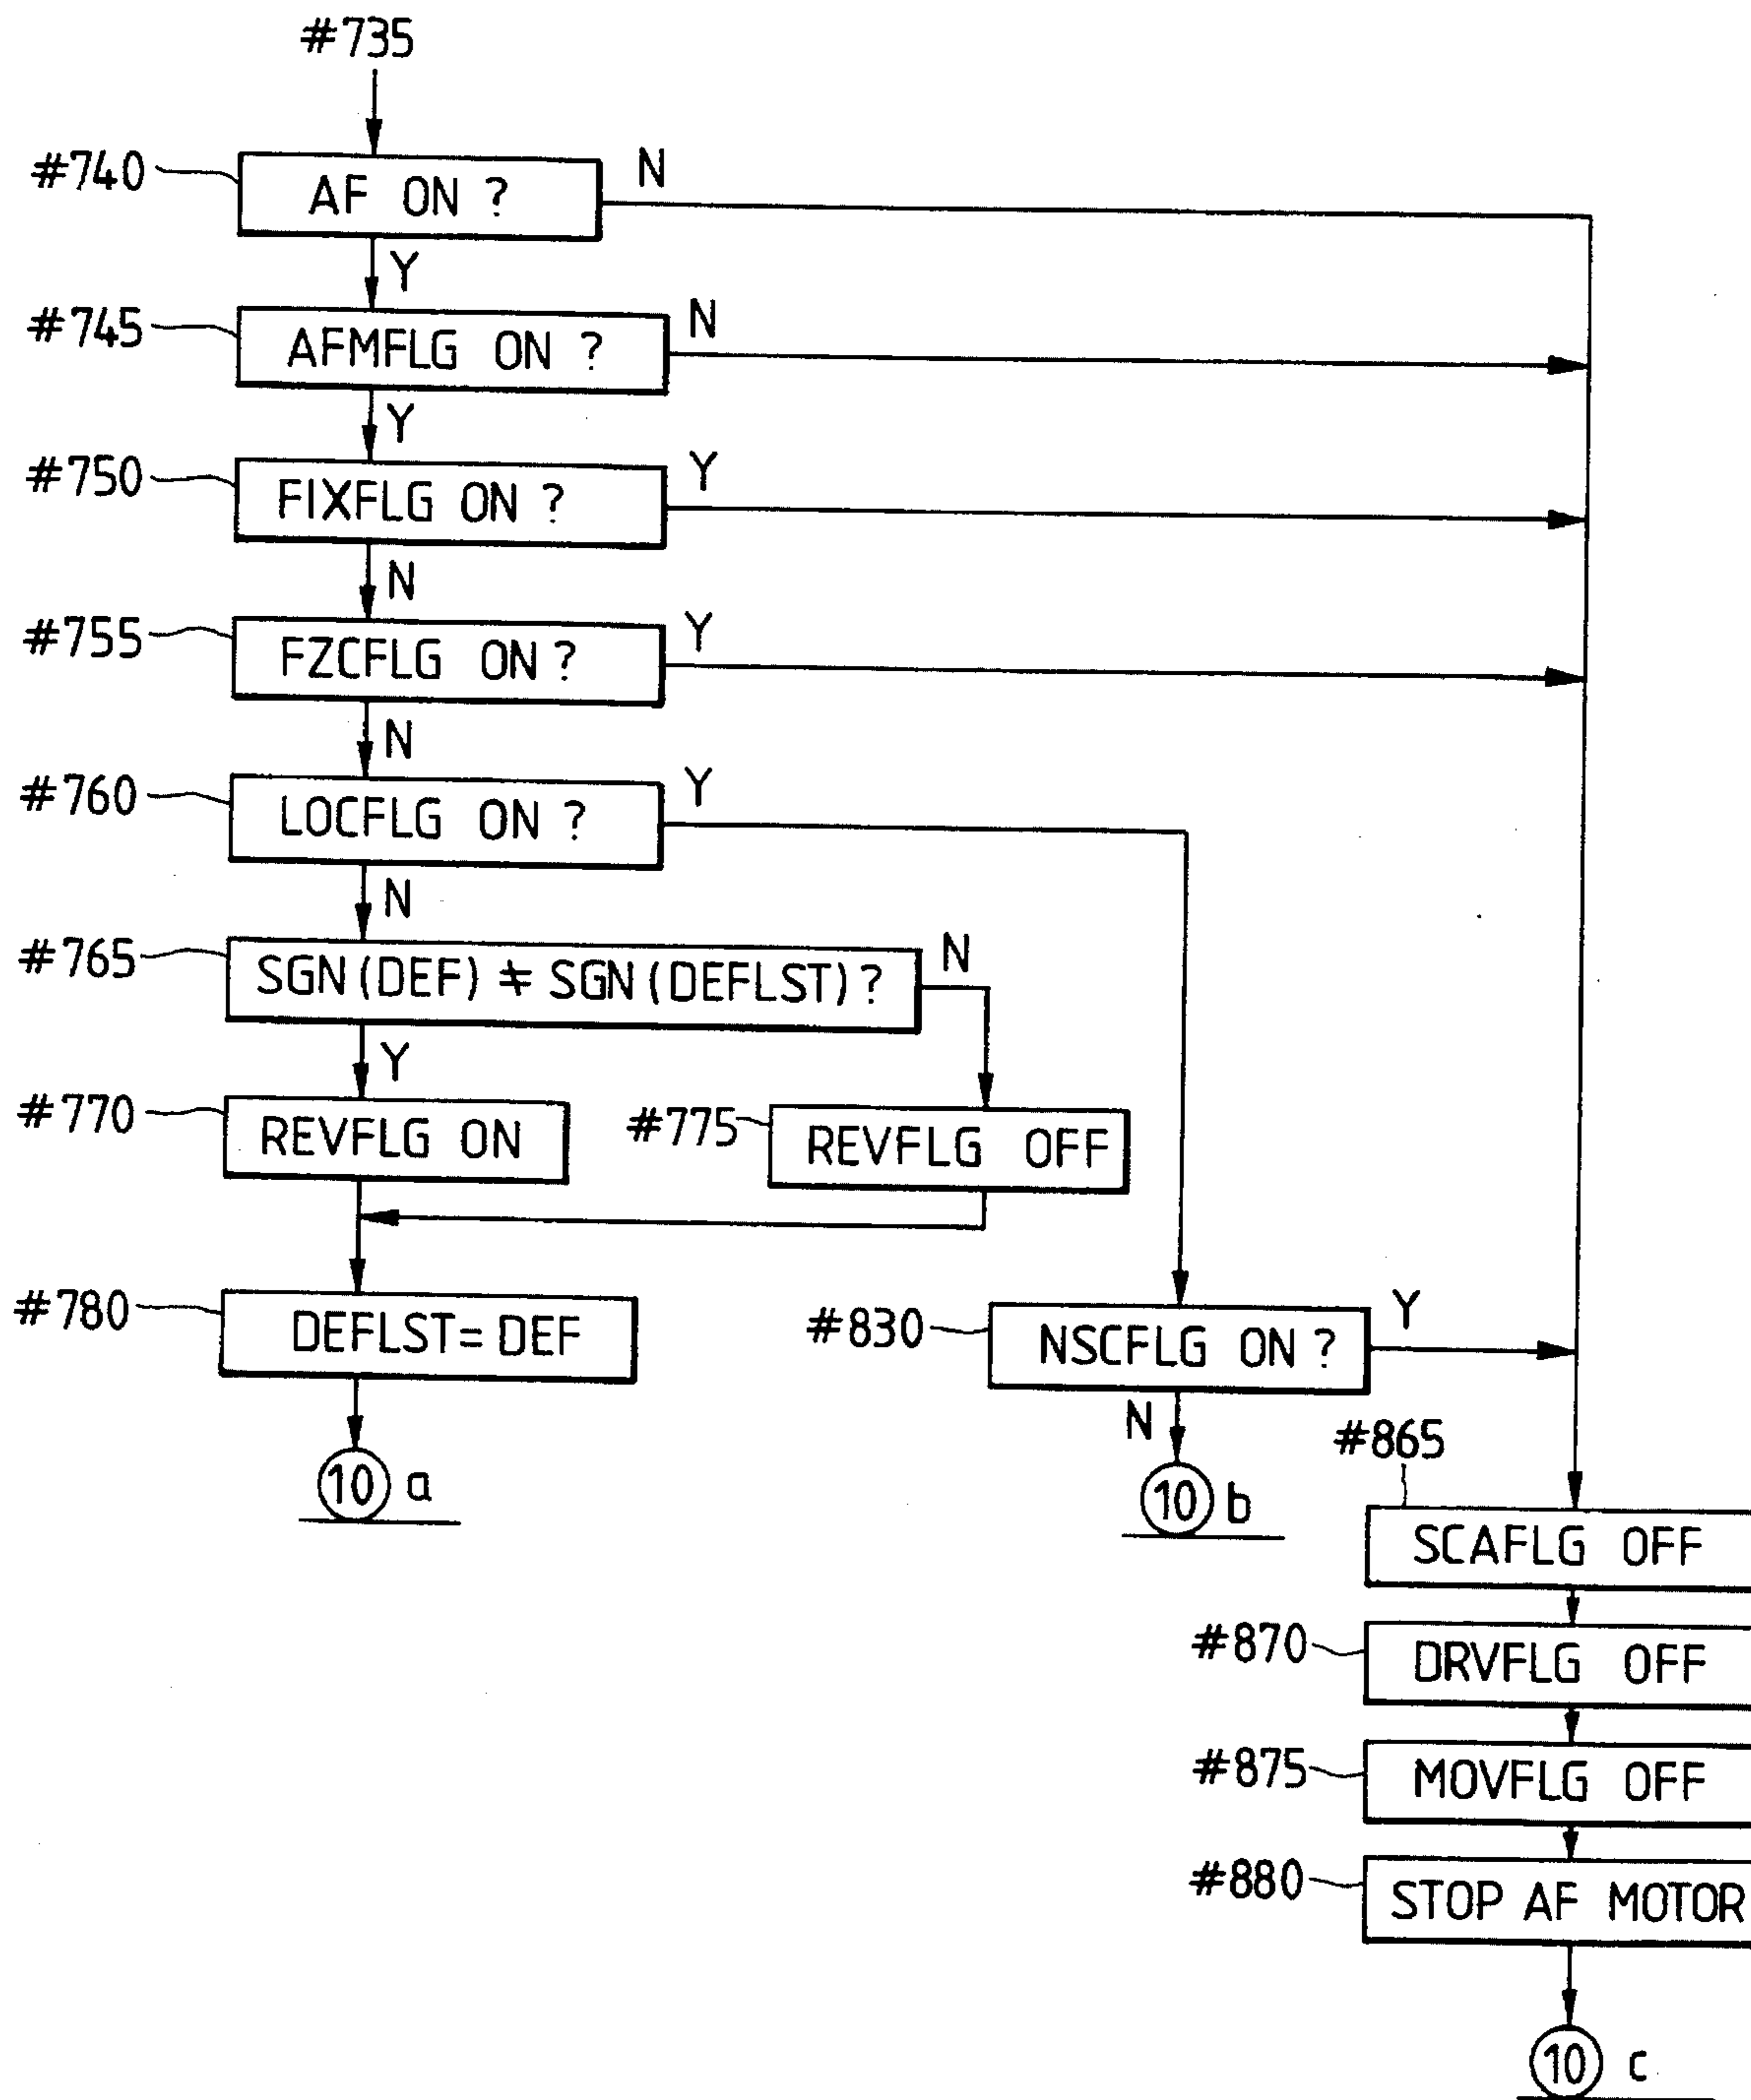 #735
#740
AF ON ?
N
Y
#745
AFMFLG ON ?
N
Y
#750
FIXFLG ON ?
Y
N
#755
FZCFLG ON ?
Y
N
#760
LOCFLG ON ?
Y
N
#765
SGN(DEF) ≠ SGN(DEFLST) ?
N
Y
#770
REVFLG ON
#775
REVFLG OFF
#780
DEFLST = DEF
#830
NSCFLG ON ?
Y
N
10 a
10 b
#865
SCAFLG OFF
#870
DRVFLG OFF
#875
MOVFLG OFF
#880
STOP AF MOTOR
10 c